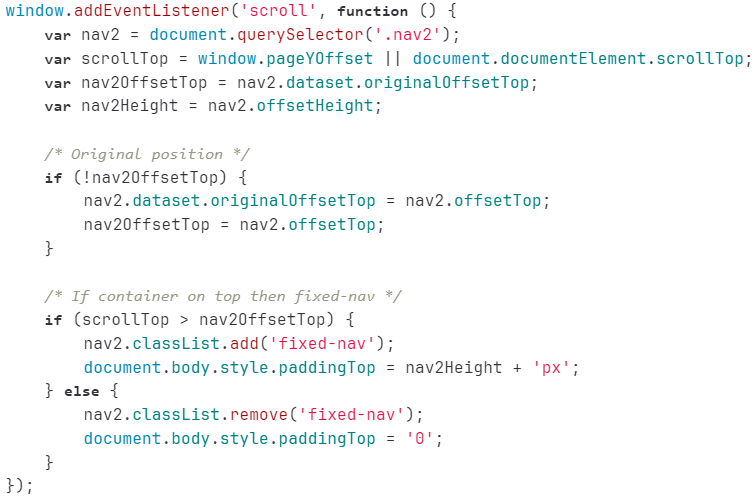 window.addEventListener('scroll', function () {
    var nav2 = document.querySelector('.nav2');
    var scrollTop = window.pageYOffset || document.documentElement.scrollTop;
    var nav2OffsetTop = nav2.dataset.originalOffsetTop;
    var nav2Height = nav2.offsetHeight;

    /* Original position */
    if (!nav2OffsetTop) {
        nav2.dataset.originalOffsetTop = nav2.offsetTop;
        nav2OffsetTop = nav2.offsetTop;
    }

    /* If container on top then fixed-nav */
    if (scrollTop > nav2OffsetTop) {
        nav2.classList.add('fixed-nav');
        document.body.style.paddingTop = nav2Height + 'px';
    } else {
        nav2.classList.remove('fixed-nav');
        document.body.style.paddingTop = '0';
    }
});